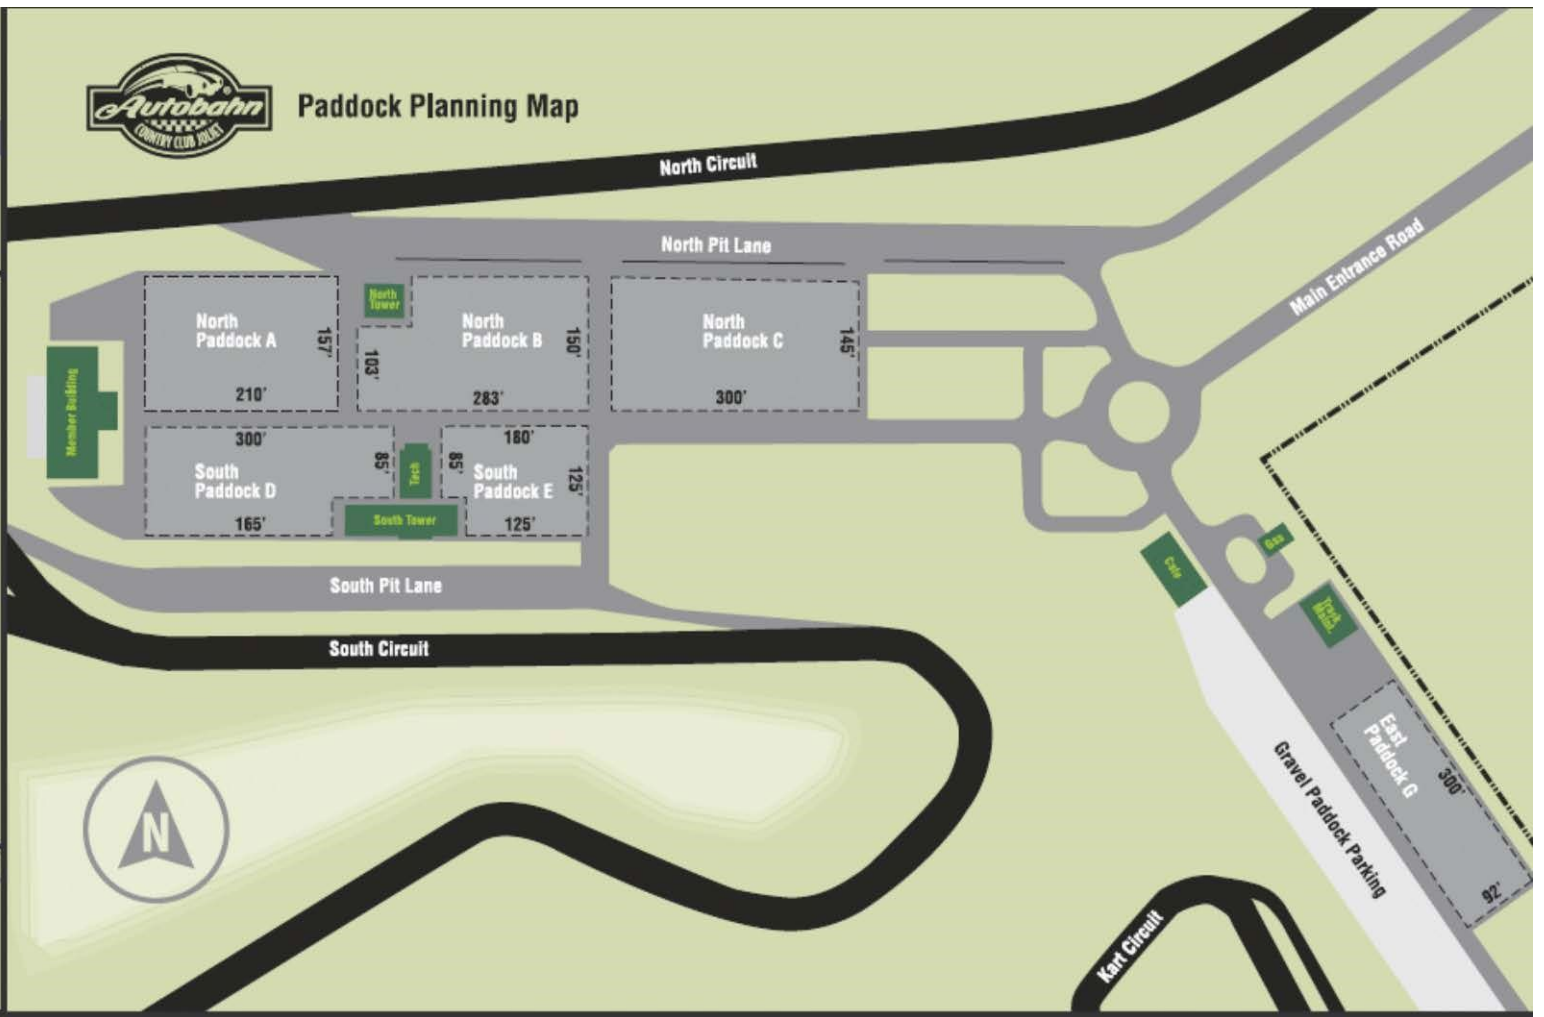 Autobahn
COUNTRY CLUB JOLIET
®
Paddock Planning Map
North Circuit
North Pit Lane
Main Entrance Road
North
Tower
North
Paddock A
157'
210'
North
Paddock B
103'
150'
283'
North
Paddock C
145'
300'
Member Building
300'
South
Paddock D
85'
165'
Tech
South Tower
180'
85'
South
Paddock E
125'
125'
South Pit Lane
South Circuit
Gas
Cafe
Track
Maint.
East
Paddock G
300'
92'
Gravel Paddock Parking
Kart Circuit
N